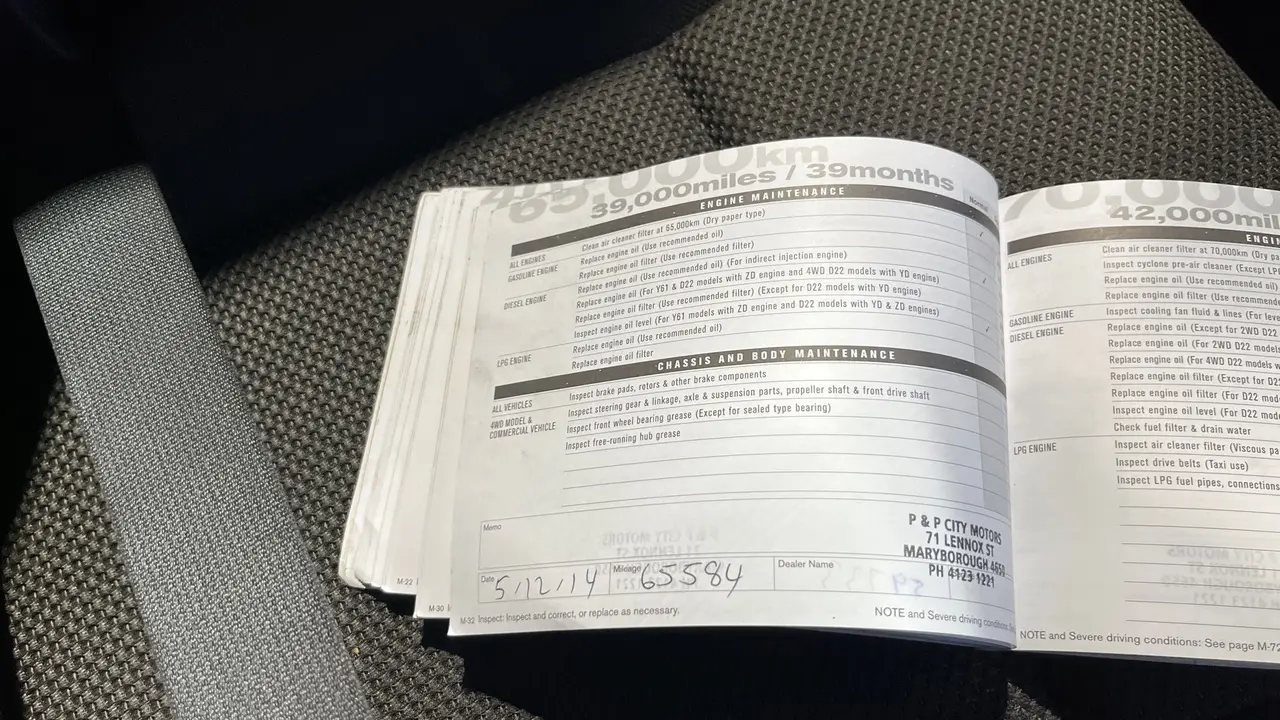 65,000km
39,000miles / 39months
Normal
ENGINE MAINTENANCE
ALL ENGINES
Clean air cleaner filter at 65,000km (Dry paper type)
GASOLINE ENGINE
Replace engine oil (Use recommended oil)
Replace engine oil filter (Use recommended filter)
DIESEL ENGINE
Replace engine oil (Use recommended oil) (For indirect injection engine)
Replace engine oil (For Y61 & D22 models with ZD engine and 4WD D22 models with YD engine)
Replace engine oil filter (Use recommended filter) (Except for D22 models with YD engine)
Inspect engine oil level (For Y61 models with ZD engine and D22 models with YD & ZD engines)
LPG ENGINE
Replace engine oil (Use recommended oil)
Replace engine oil filter
CHASSIS AND BODY MAINTENANCE
ALL VEHICLES
Inspect brake pads, rotors & other brake components
4WD MODEL &
COMMERCIAL VEHICLE
Inspect steering gear & linkage, axle & suspension parts, propeller shaft & front drive shaft
Inspect front wheel bearing grease (Except for sealed type bearing)
Inspect free-running hub grease
Memo
P & P CITY MOTORS
71 LENNOX ST
MARYBOROUGH 4650
PH 4123 1221
Date 5/12/14 Mileage 65584 Dealer Name
M-22
M-30
M-32 Inspect: Inspect and correct, or replace as necessary.
NOTE and Severe driving conditions:
70,000
42,000mil
ENGI
ALL ENGINES
Clean air cleaner filter at 70,000km (Dry pa
Inspect cyclone pre-air cleaner (Except LP
Replace engine oil (Use recommended oil)
Replace engine oil filter (Use recommende
GASOLINE ENGINE
Inspect cooling fan fluid & lines (For leve
DIESEL ENGINE
Replace engine oil (Except for 2WD D22
Replace engine oil (For 2WD D22 models
Replace engine oil (For 4WD D22 models w
Replace engine oil filter (Except for D22
Replace engine oil filter (For D22 mode
Inspect engine oil level (For D22 mod
Check fuel filter & drain water
LPG ENGINE
Inspect air cleaner filter (Viscous pa
Inspect drive belts (Taxi use)
Inspect LPG fuel pipes, connections
NOTE and Severe driving conditions: See page M-72